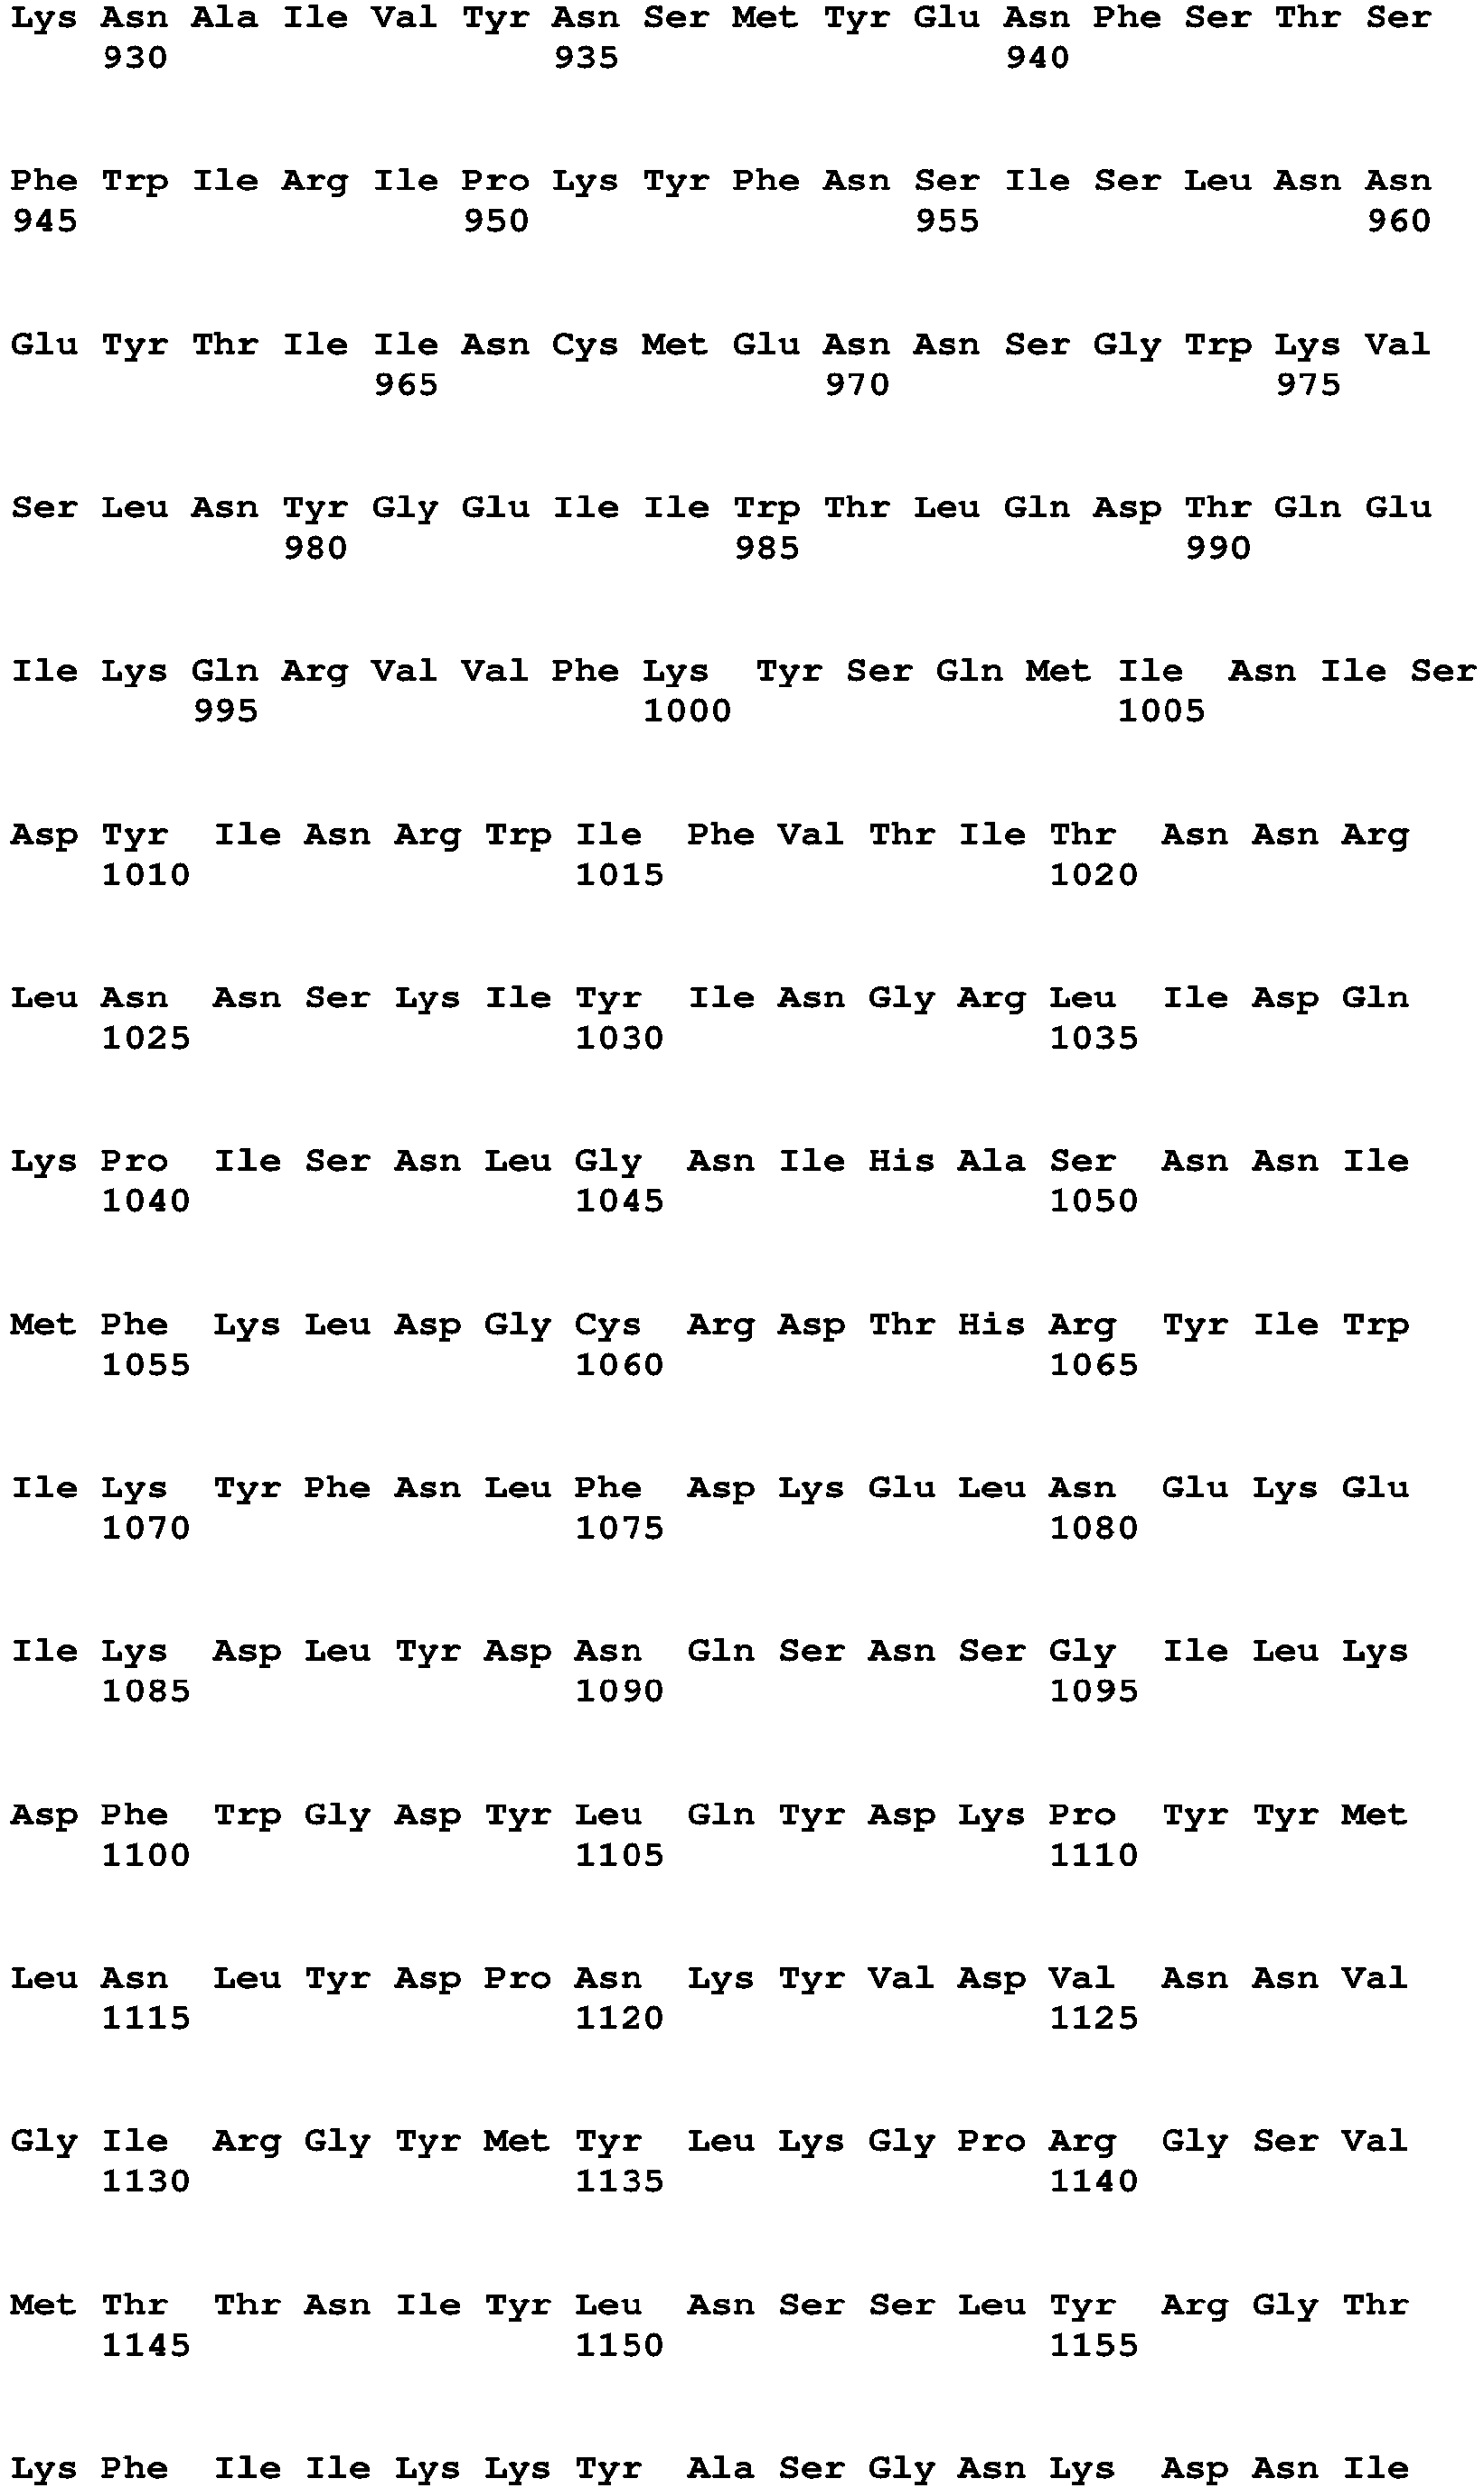 Lys Asn Ala Ile Val Tyr Asn Ser Met Tyr Glu Asn Phe Ser Thr Ser
930 935 940
Phe Trp Ile Arg Ile Pro Lys Tyr Phe Asn Ser Ile Ser Leu Asn Asn
945 950 955 960
Glu Tyr Thr Ile Ile Asn Cys Met Glu Asn Asn Ser Gly Trp Lys Val
965 970 975
Ser Leu Asn Tyr Gly Glu Ile Ile Trp Thr Leu Gln Asp Thr Gln Glu
980 985 990
Ile Lys Gln Arg Val Val Phe Lys Tyr Ser Gln Met Ile Asn Ile Ser
995 1000 1005
Asp Tyr Ile Asn Arg Trp Ile Phe Val Thr Ile Thr Asn Asn Arg
1010 1015 1020
Leu Asn Asn Ser Lys Ile Tyr Ile Asn Gly Arg Leu Ile Asp Gln
1025 1030 1035
Lys Pro Ile Ser Asn Leu Gly Asn Ile His Ala Ser Asn Asn Ile
1040 1045 1050
Met Phe Lys Leu Asp Gly Cys Arg Asp Thr His Arg Tyr Ile Trp
1055 1060 1065
Ile Lys Tyr Phe Asn Leu Phe Asp Lys Glu Leu Asn Glu Lys Glu
1070 1075 1080
Ile Lys Asp Leu Tyr Asp Asn Gln Ser Asn Ser Gly Ile Leu Lys
1085 1090 1095
Asp Phe Trp Gly Asp Tyr Leu Gln Tyr Asp Lys Pro Tyr Tyr Met
1100 1105 1110
Leu Asn Leu Tyr Asp Pro Asn Lys Tyr Val Asp Val Asn Asn Val
1115 1120 1125
Gly Ile Arg Gly Tyr Met Tyr Leu Lys Gly Pro Arg Gly Ser Val
1130 1135 1140
Met Thr Thr Asn Ile Tyr Leu Asn Ser Ser Leu Tyr Arg Gly Thr
1145 1150 1155
Lys Phe Ile Ile Lys Lys Tyr Ala Ser Gly Asn Lys Asp Asn Ile